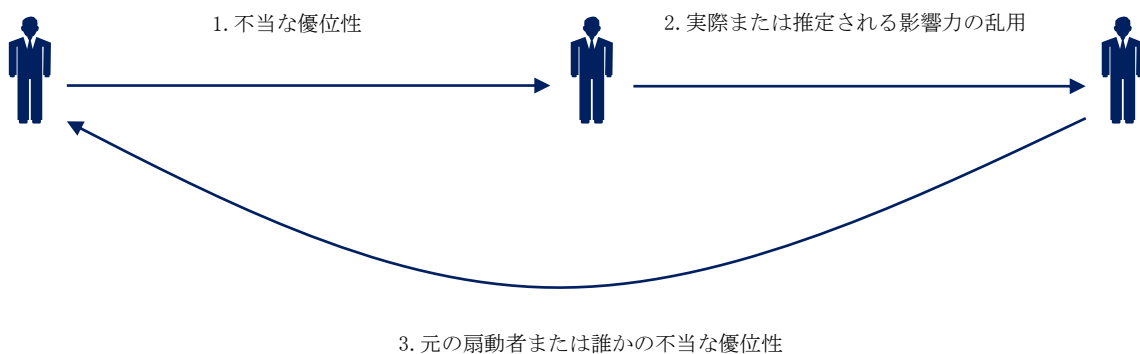 1.不当な優位性
2.実際または推定される影響力の乱用
3.元の扇動者または誰かの不当な優位性